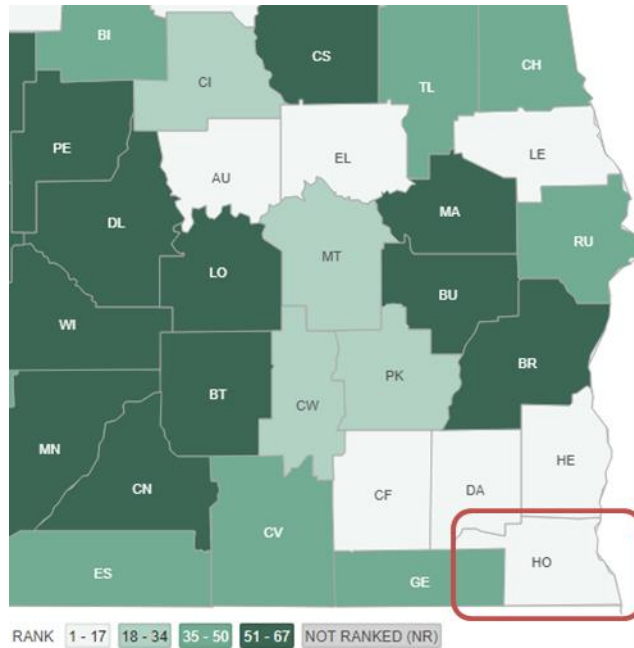 BI
CS
CH
CI
TL
PE
EL
LE
AU
MA
DL
RU
MT
LO
BU
WI
BR
PK
BT
CW
MN
HE
CN
CF
DA
CV
HO
ES
GE
RANK 1 - 17 18 - 34 35 - 50 51 - 67 NOT RANKED (NR)